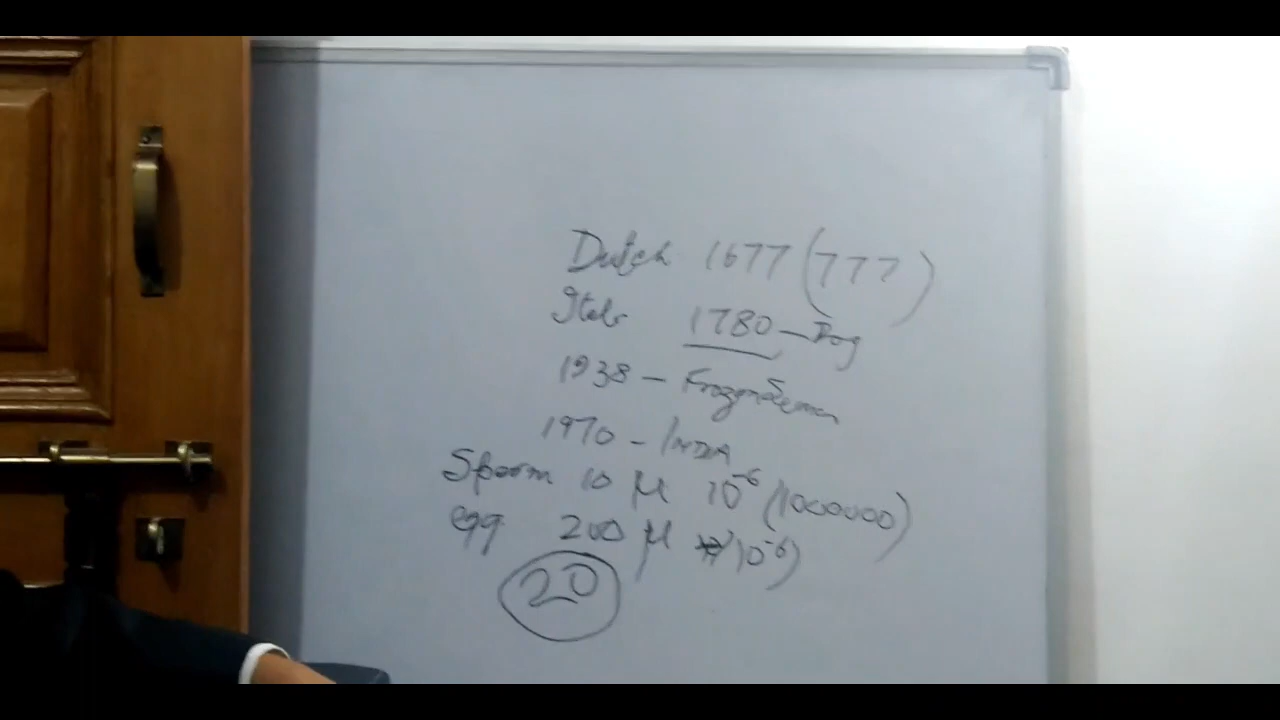 Dutch 1677 (777)
Italy 1780 - Dog
1938 - Frozen Semen
1970 - INDIA
Sperm 10 μ 10⁻⁶ (1000000)
egg 200 μ 10⁻⁶)
20